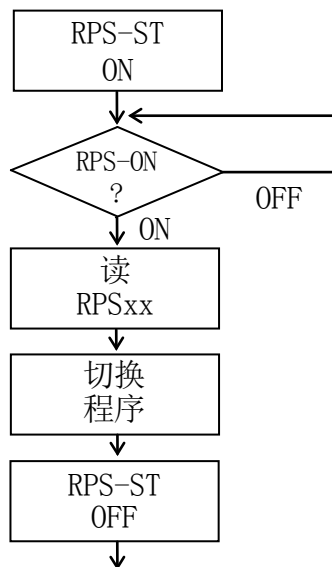 RPS-ST
ON
RPS-ON
?
OFF
ON
读
RPSxx
切换
程序
RPS-ST
OFF